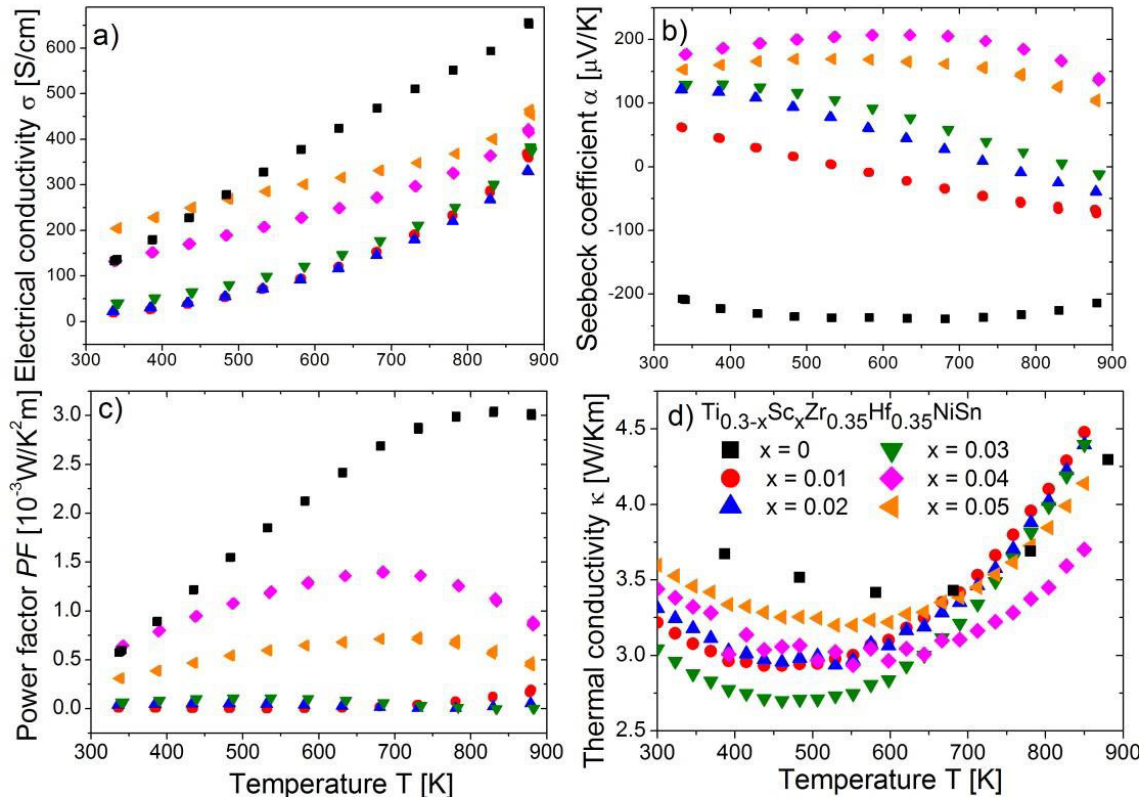 a)
Electrical conductivity σ [S/cm]
600
500
400
300
200
100
0
300 400 500 600 700 800 900
b)
Seebeck coefficient α [μV/K]
200
100
0
-100
-200
300 400 500 600 700 800 900
c)
Power factor PF [10⁻³W/K²m]
3.0
2.5
2.0
1.5
1.0
0.5
0.0
300 400 500 600 700 800 900
Temperature T [K]
d)
Ti₀.₃₋ₓScₓZr₀.₃₅Hf₀.₃₅NiSn
x = 0 x = 0.03
x = 0.01 x = 0.04
x = 0.02 x = 0.05
Thermal conductivity κ [W/Km]
4.5
4.0
3.5
3.0
2.5
300 400 500 600 700 800 900
Temperature T [K]